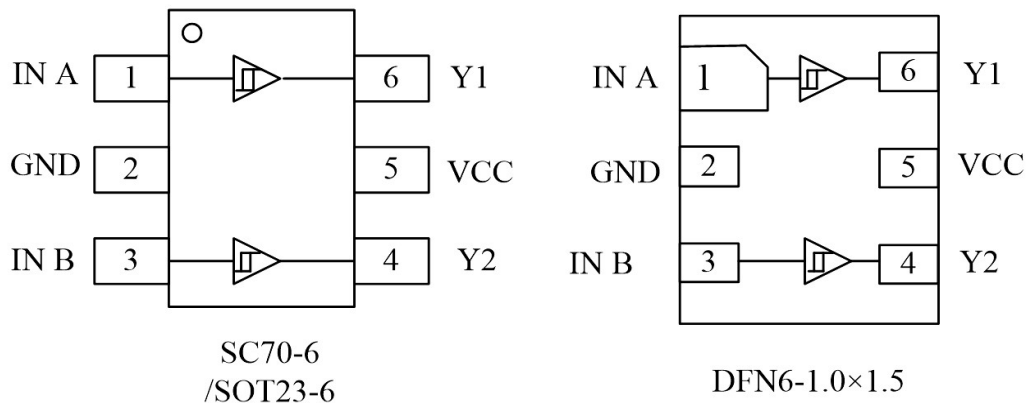 IN A 1 6 Y1
GND 2 5 VCC
IN B 3 4 Y2
SC70-6
/SOT23-6
IN A 1 6 Y1
GND 2 5 VCC
IN B 3 4 Y2
DFN6-1.0×1.5